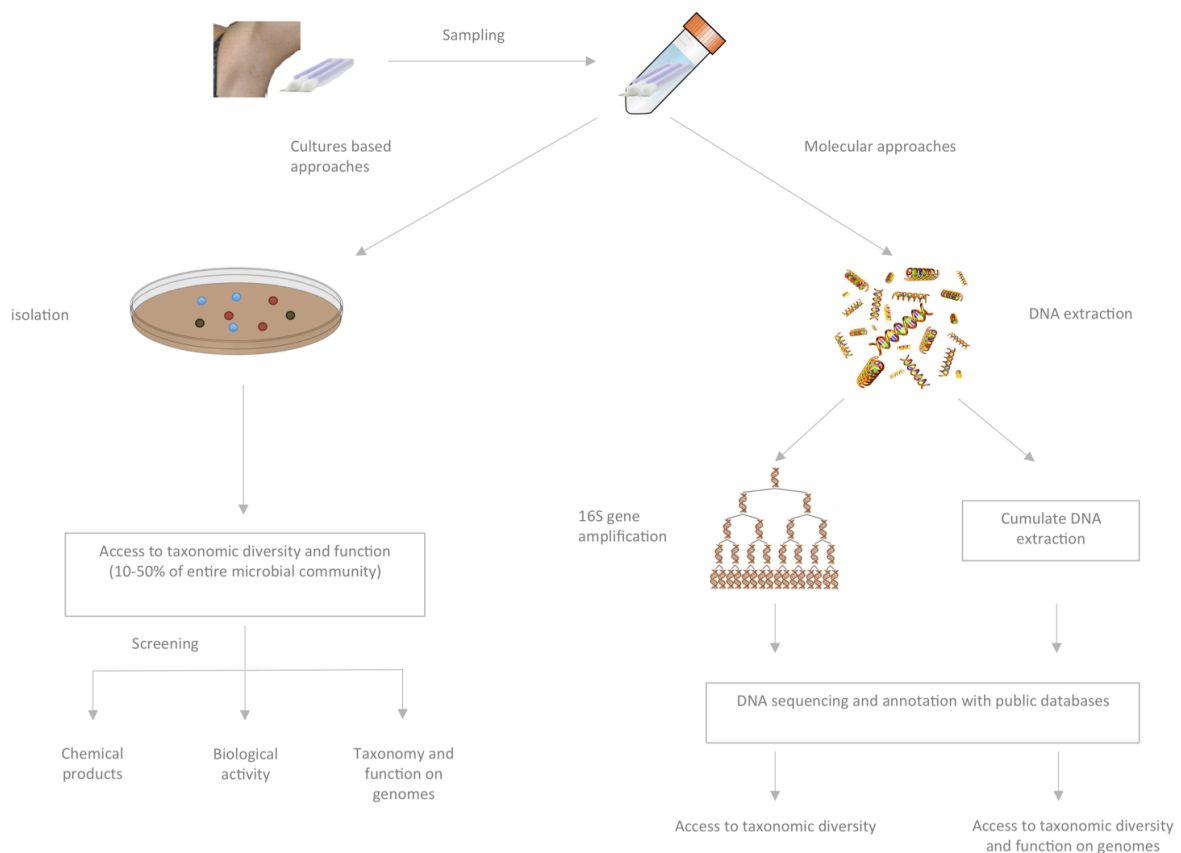 Sampling
Cultures based
approaches
Molecular approaches
isolation
DNA extraction
16S gene
amplification
Cumulate DNA
extraction
Access to taxonomic diversity and function
(10-50% of entire microbial community)
Screening
Chemical
products
Biological
activity
Taxonomy and
function on
genomes
DNA sequencing and annotation with public databases
Access to taxonomic diversity
Access to taxonomic diversity
and function on genomes